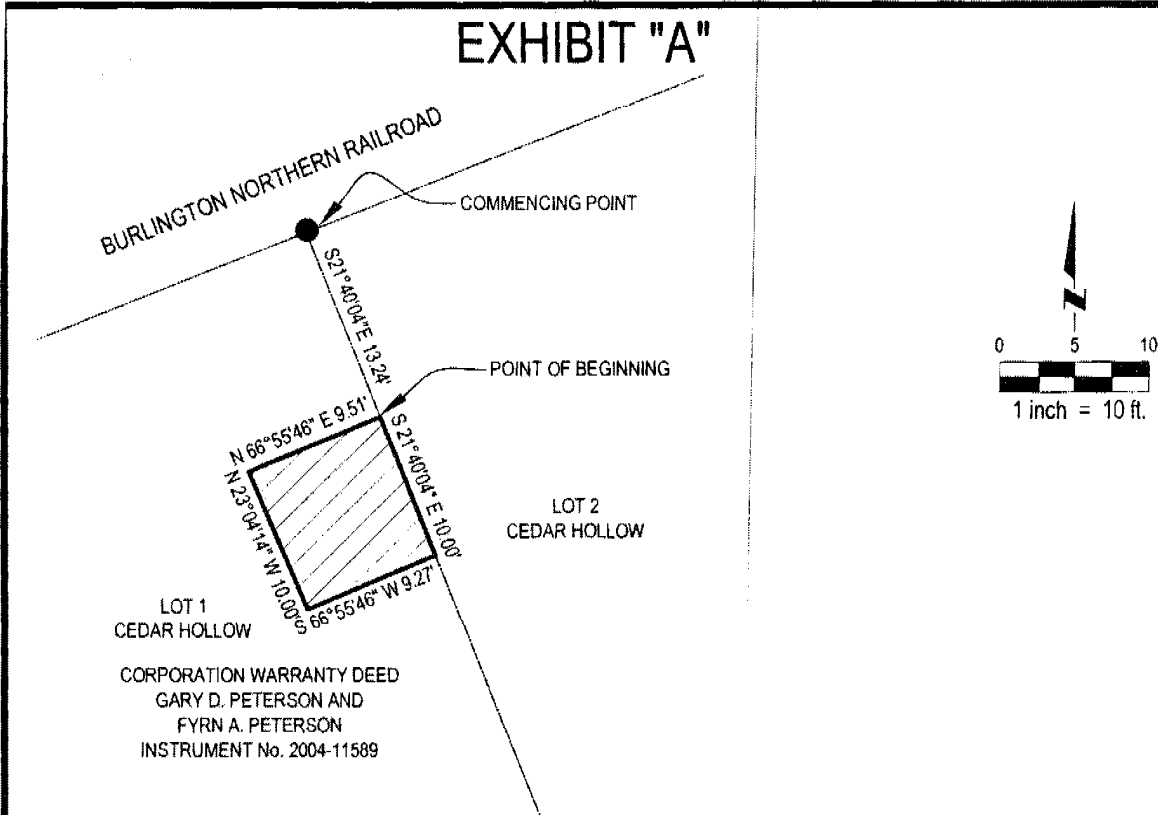 EXHIBIT "A"
BURLINGTON NORTHERN RAILROAD
COMMENCING POINT
S21°40'04"E 13.24'
POINT OF BEGINNING
N 66°55'46" E 9.51'
S 21°40'04" E 10.00'
N 23°04'14" W 10.00'
S 66°55'46" W 9.27'
LOT 2
CEDAR HOLLOW
LOT 1
CEDAR HOLLOW
CORPORATION WARRANTY DEED
GARY D. PETERSON AND
FYRN A. PETERSON
INSTRUMENT No. 2004-11589
N
0 5 10
1 inch = 10 ft.